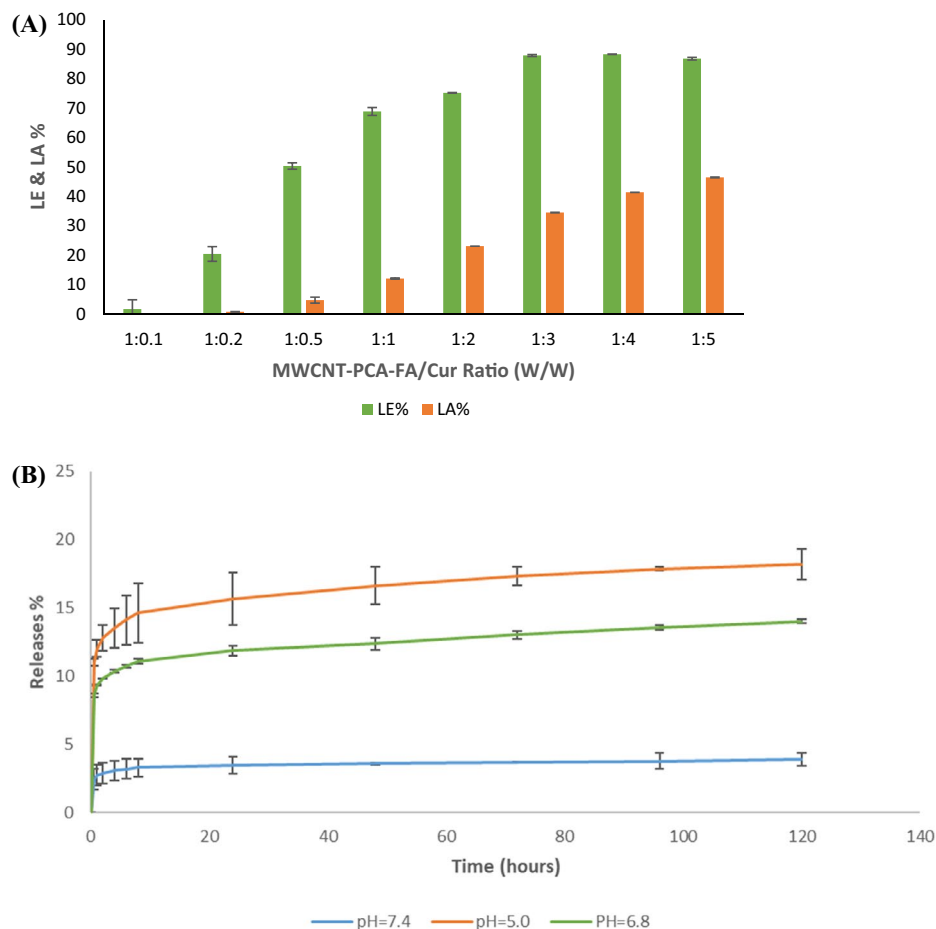 (A)
LE & LA %
100
90
80
70
60
50
40
30
20
10
0
1:0.1 1:0.2 1:0.5 1:1 1:2 1:3 1:4 1:5
MWCNT-PCA-FA/Cur Ratio (W/W)
LE% LA%
(B)
Releases %
25
20
15
10
5
0
0 20 40 60 80 100 120 140
Time (hours)
pH=7.4 pH=5.0 PH=6.8